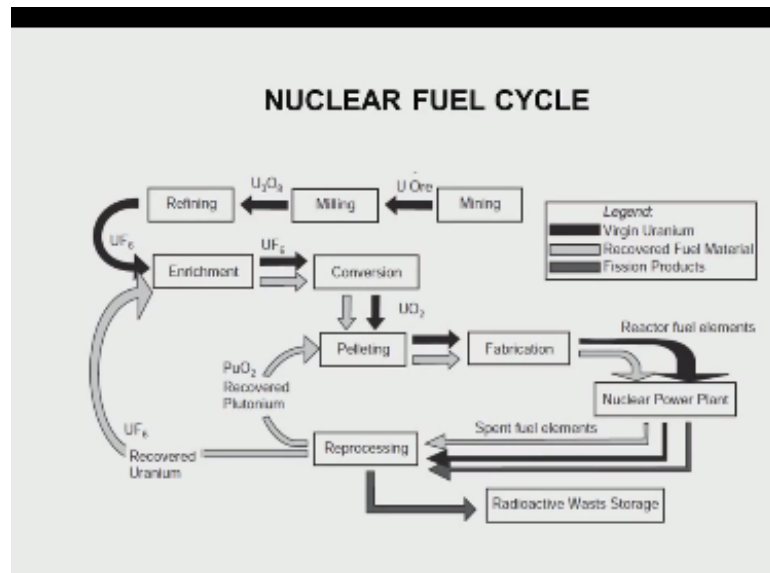 NUCLEAR FUEL CYCLE
U₃O₈
U Ore
Refining
Milling
Mining
Legend:
Virgin Uranium
Recovered Fuel Material
Fission Products
UF₆
UF₆
Enrichment
Conversion
UO₂
Reactor fuel elements
Pelleting
Fabrication
PuO₂
Recovered
Plutonium
Nuclear Power Plant
UF₆
Recovered
Uranium
Spent fuel elements
Reprocessing
Radioactive Wasts Storage